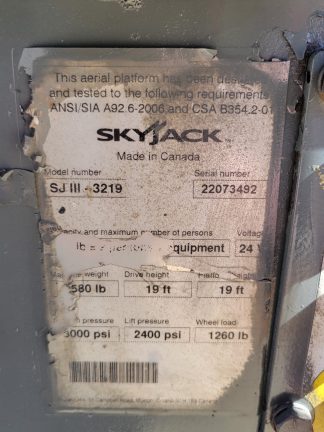 This aerial platform has been designed
and tested to the following requirements
ANSI/SIA A92.6-2006 and CSA B354.2-01
SKYJACK
Made in Canada
Model number Serial number
SJ III - 3219 22073492
and maximum number of persons Voltage
lb = equipment 24 V
weight Drive height height
580 lb 19 ft 19 ft
pressure Lift pressure Wheel load
3000 psi 2400 psi 1260 lb